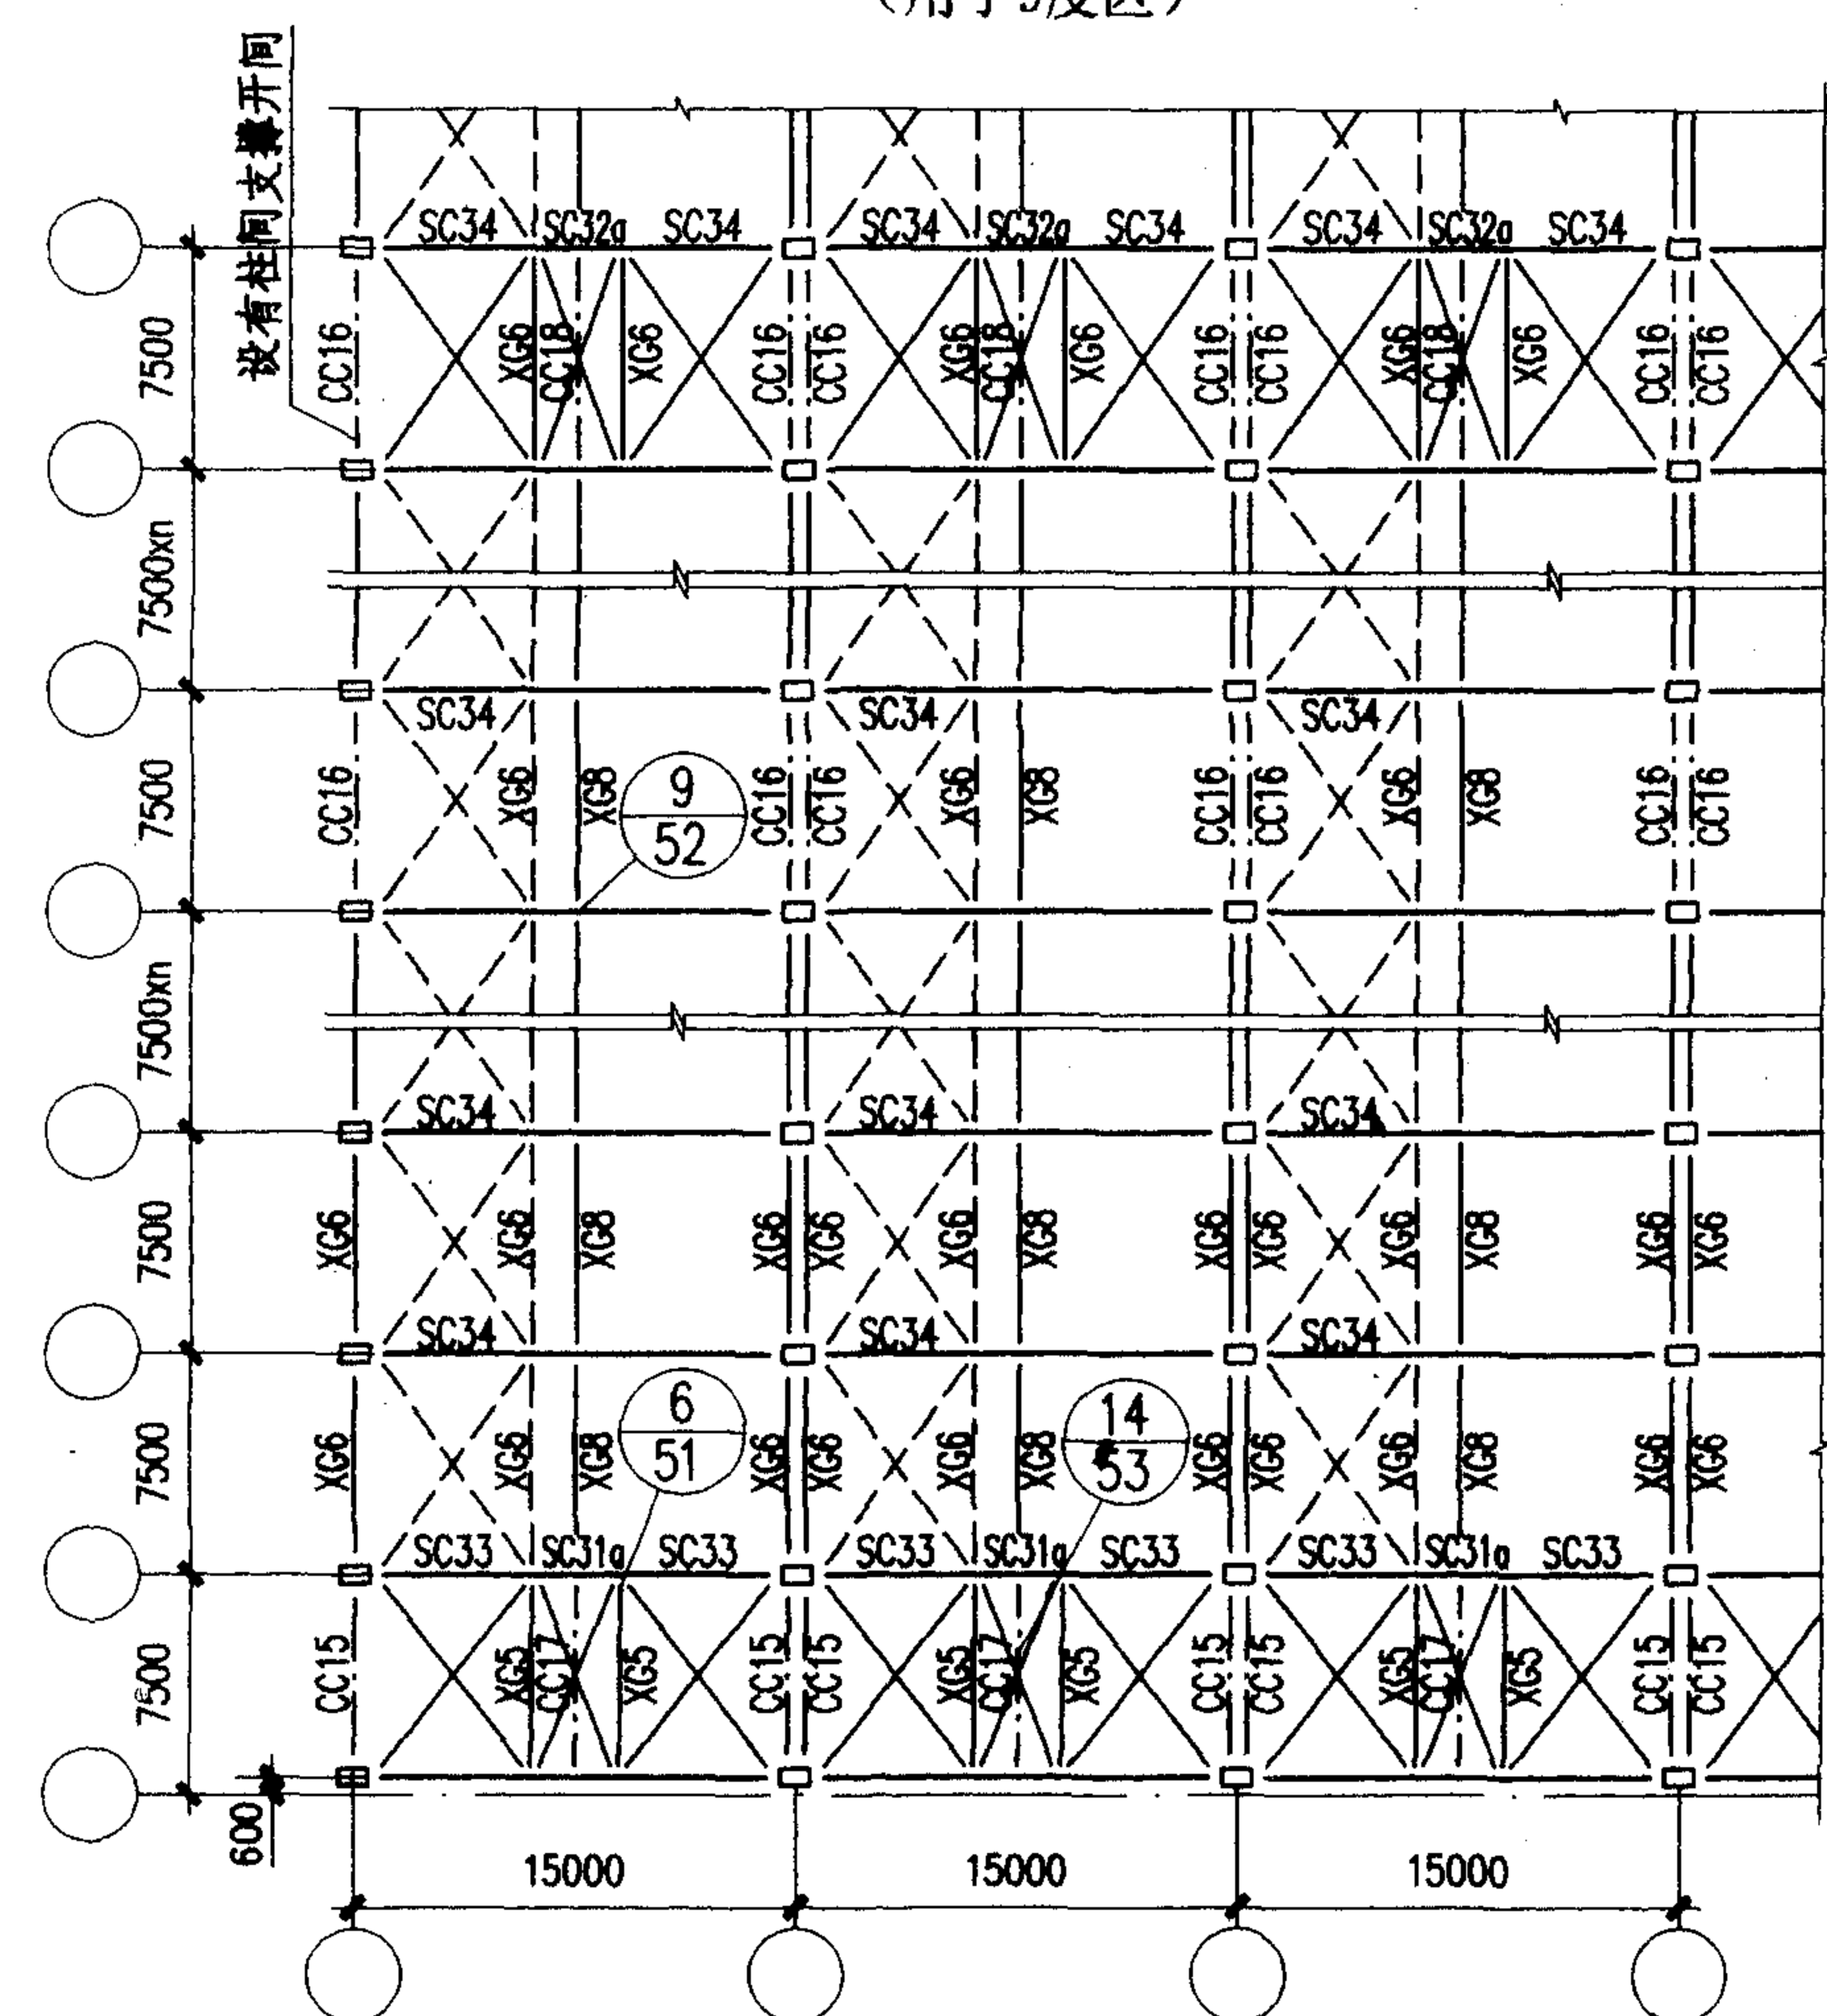 设有柱间支撑开间
SC34 SC32a SC34 SC34 SC32a SC34 SC34 SC32a SC34
7500 CC16 XG6 CC18 XG6 CC16 CC16 XG6 CC18 XG6 CC16 CC16 XG6 CC18 XG6 CC16 CC16
7500xn
SC34 SC34 SC34
7500 CC16 XG6 XG8 9 CC16 CC16 XG6 XG8 CC16 CC16 XG6 XG8 CC16 CC16
52
7500xn
SC34 SC34 SC34
7500 XG6 XG6 XG8 XG6 XG6 XG6 XG8 XG6 XG6 XG6 XG8 XG6 XG6
SC34 SC34 SC34
7500 XG6 XG6 XG8 6 XG6 XG6 XG6 XG8 14 XG6 XG6 XG6 XG8 XG6 XG6
51 53
SC33 SC31a SC33 SC33 SC31a SC33 SC33 SC31a SC33
7500 CC15 XG5 CC17 XG5 CC15 CC15 XG5 CC17 XG5 CC15 CC15 XG5 CC17 XG5 CC15 CC15
600
15000 15000 15000